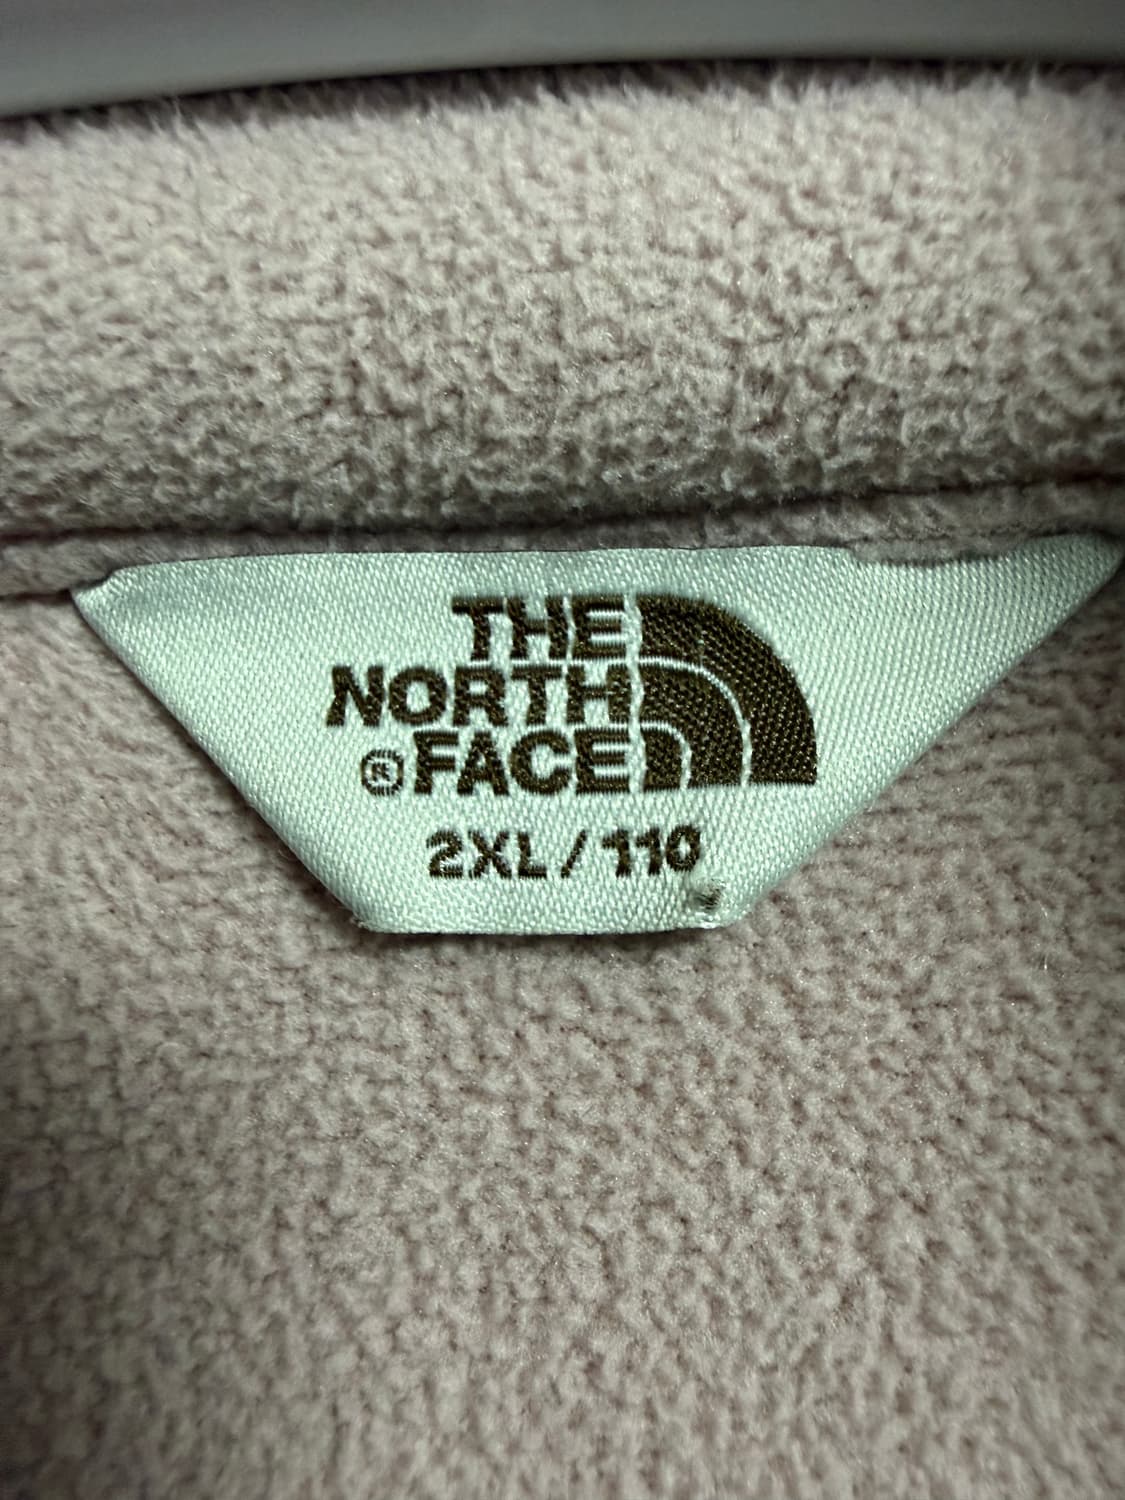 THE
NORTH
® FACE
2XL / 110